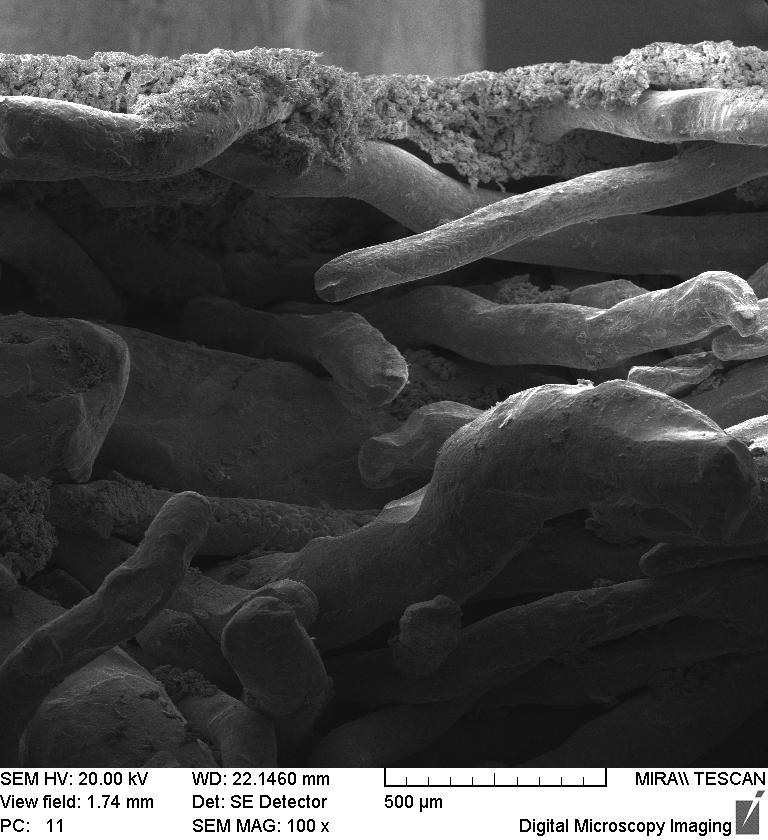 SEM HV: 20.00 kV WD: 22.1460 mm MIRA\\ TESCAN
View field: 1.74 mm Det: SE Detector 500 µm
PC: 11 SEM MAG: 100 x Digital Microscopy Imaging